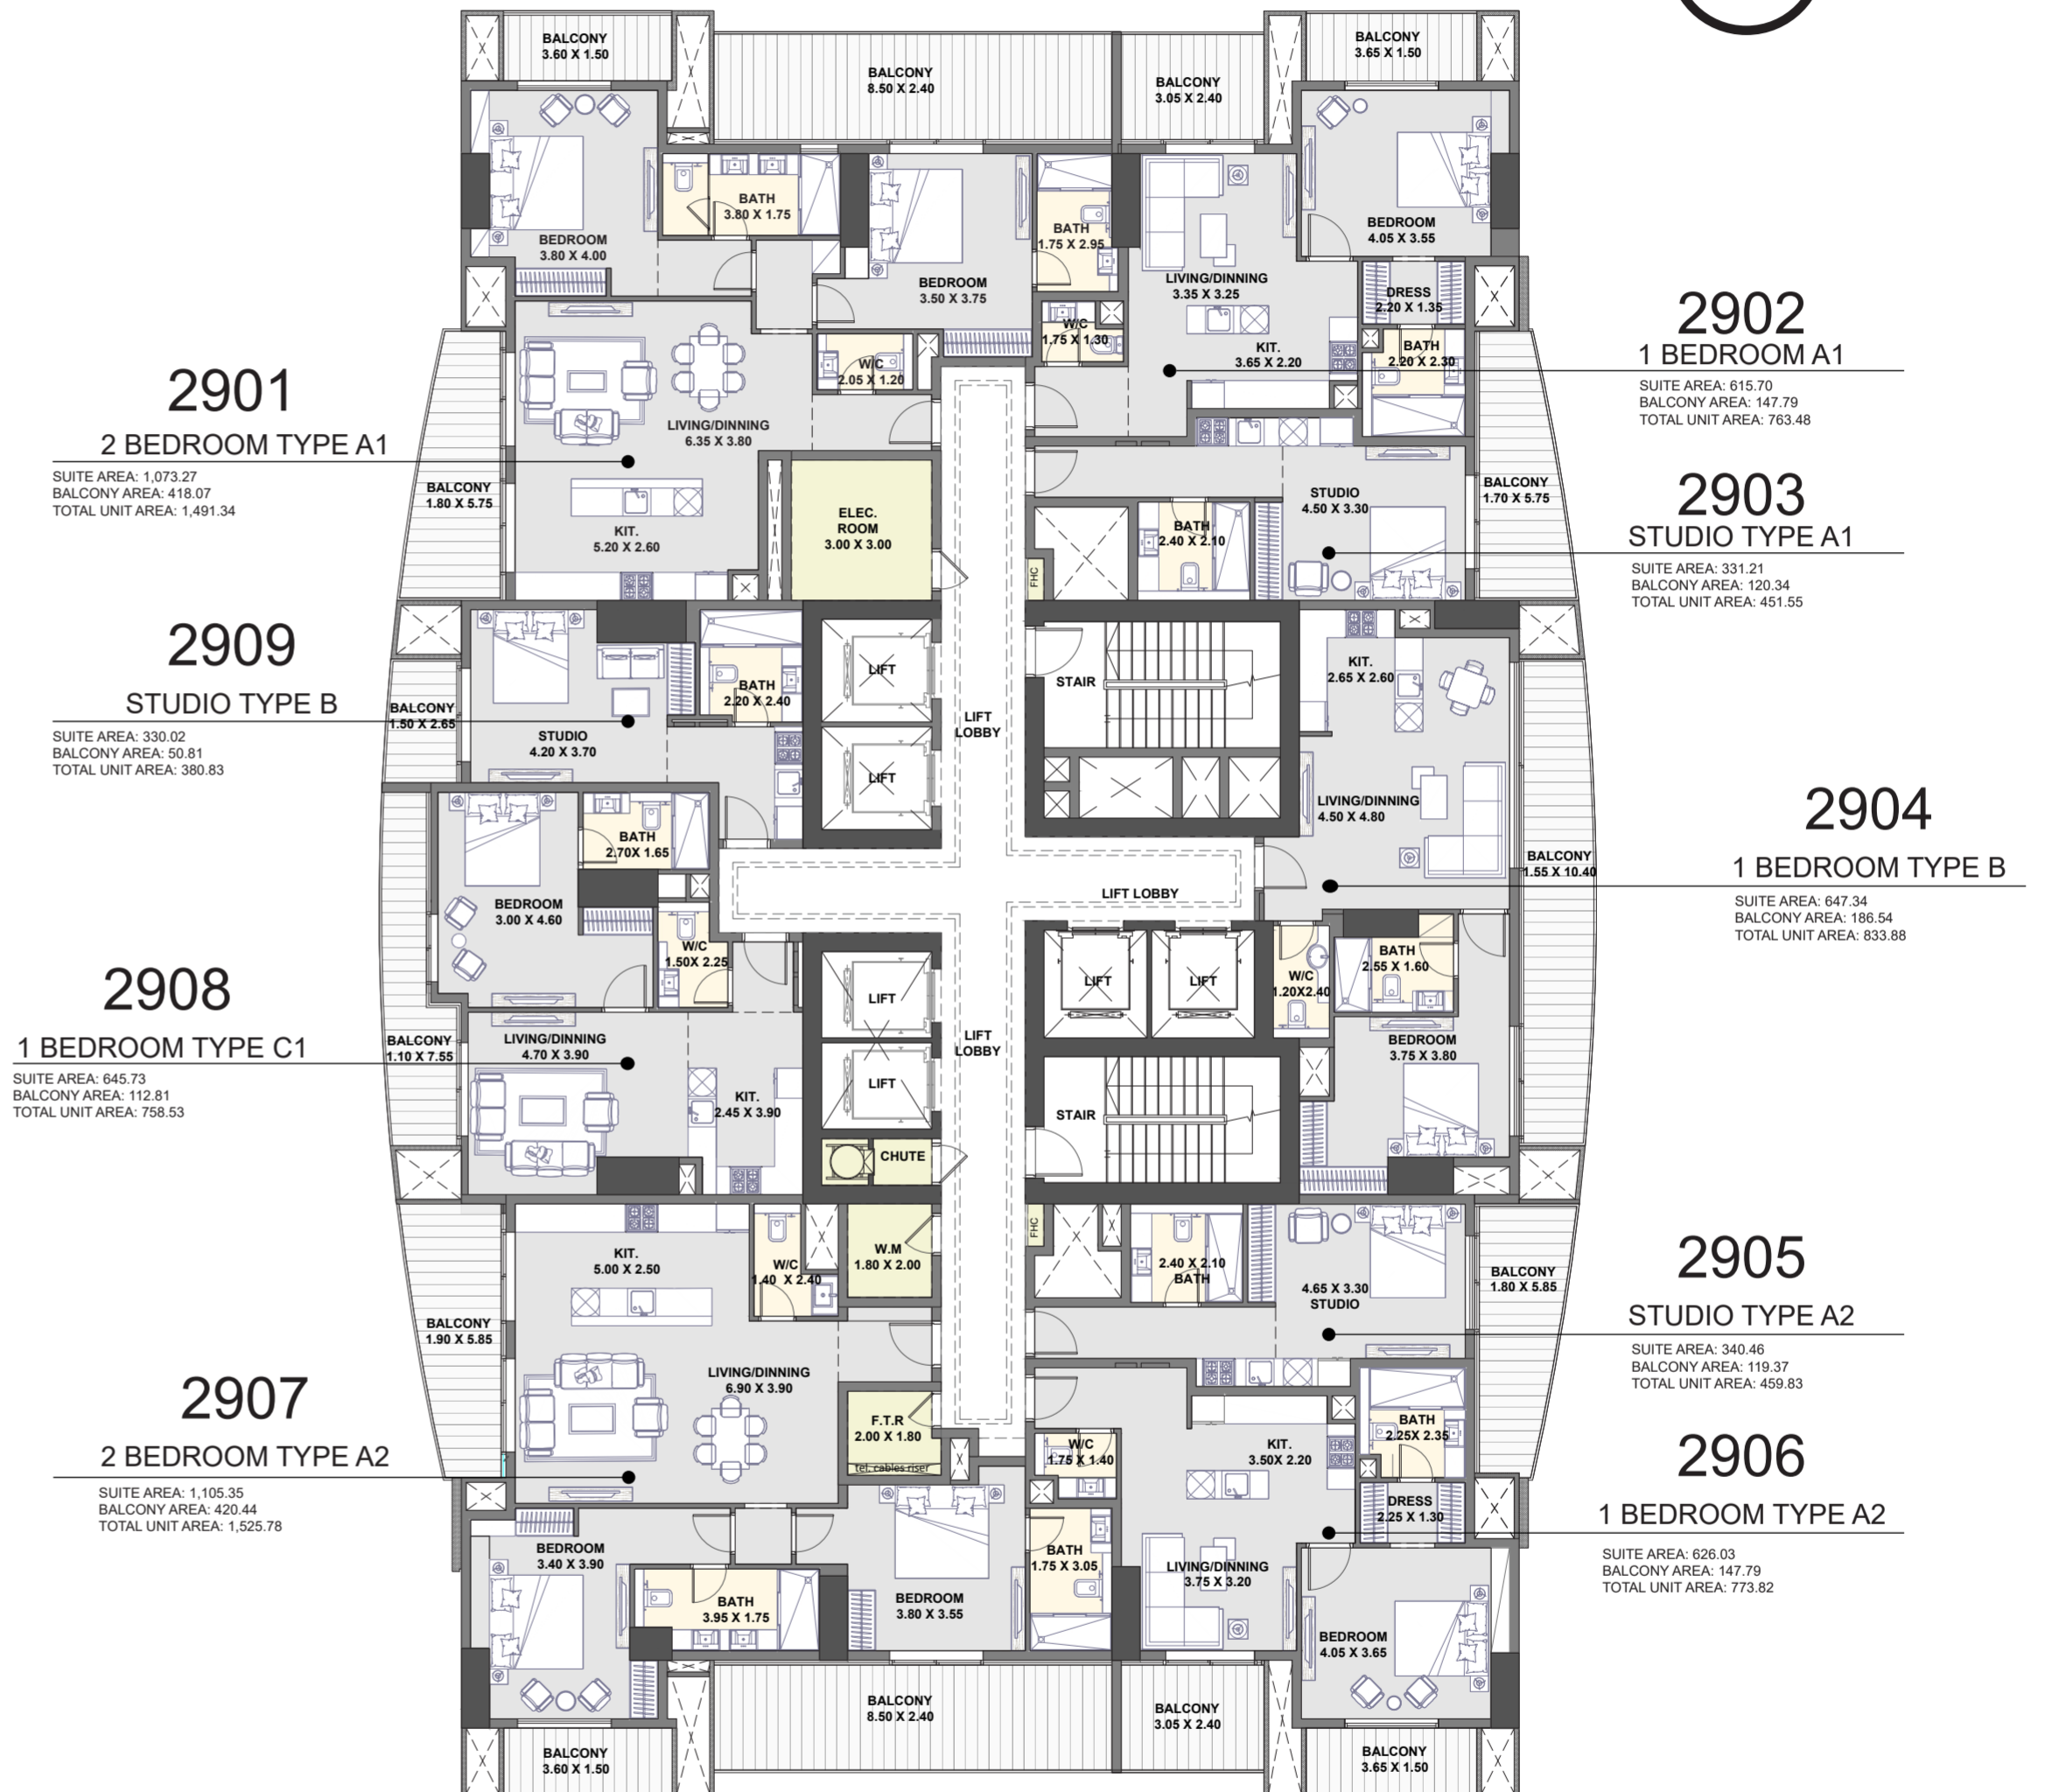 BALCONY
3.60 X 1.50
BALCONY
8.50 X 2.40
BALCONY
3.05 X 2.40
BALCONY
3.65 X 1.50
BEDROOM
3.80 X 4.00
BATH
3.80 X 1.75
BEDROOM
3.50 X 3.75
BATH
1.75 X 2.95
LIVING/DINNING
3.35 X 3.25
BEDROOM
4.05 X 3.55
DRESS
2.20 X 1.35
W/C
1.75 X 1.30
KIT.
3.65 X 2.20
BATH
2.20 X 2.30
W/C
2.05 X 1.20
2901
2 BEDROOM TYPE A1
SUITE AREA: 1,073.27
BALCONY AREA: 418.07
TOTAL UNIT AREA: 1,491.34
LIVING/DINNING
6.35 X 3.80
BALCONY
1.80 X 5.75
KIT.
5.20 X 2.60
ELEC.
ROOM
3.00 X 3.00
2902
1 BEDROOM A1
SUITE AREA: 615.70
BALCONY AREA: 147.79
TOTAL UNIT AREA: 763.48
STUDIO
4.50 X 3.30
BATH
2.40 X 2.10
FHC
BALCONY
1.70 X 5.75
2903
STUDIO TYPE A1
SUITE AREA: 331.21
BALCONY AREA: 120.34
TOTAL UNIT AREA: 451.55
2909
STUDIO TYPE B
SUITE AREA: 330.02
BALCONY AREA: 50.81
TOTAL UNIT AREA: 380.83
BALCONY
1.50 X 2.65
STUDIO
4.20 X 3.70
BATH
2.20 X 2.40
LIFT
LIFT
LIFT
LOBBY
STAIR
KIT.
2.65 X 2.60
LIVING/DINNING
4.50 X 4.80
BALCONY
1.55 X 10.40
2904
1 BEDROOM TYPE B
SUITE AREA: 647.34
BALCONY AREA: 186.54
TOTAL UNIT AREA: 833.88
BATH
2.70X 1.65
BEDROOM
3.00 X 4.60
W/C
1.50X 2.25
LIFT LOBBY
LIFT
LIFT
W/C
1.20X2.40
BATH
2.55 X 1.60
BEDROOM
3.75 X 3.80
2908
1 BEDROOM TYPE C1
SUITE AREA: 645.73
BALCONY AREA: 112.81
TOTAL UNIT AREA: 758.53
BALCONY
1.10 X 7.55
LIVING/DINNING
4.70 X 3.90
KIT.
2.45 X 3.90
LIFT
LIFT
LIFT
LOBBY
STAIR
CHUTE
KIT.
5.00 X 2.50
W/C
1.40 X 2.40
W.M
1.80 X 2.00
FHC
2.40 X 2.10
BATH
4.65 X 3.30
STUDIO
BALCONY
1.80 X 5.85
2905
STUDIO TYPE A2
SUITE AREA: 340.46
BALCONY AREA: 119.37
TOTAL UNIT AREA: 459.83
BALCONY
1.90 X 5.85
LIVING/DINNING
6.90 X 3.90
F.T.R
2.00 X 1.80
tel. cables riser
2907
2 BEDROOM TYPE A2
SUITE AREA: 1,105.35
BALCONY AREA: 420.44
TOTAL UNIT AREA: 1,525.78
W/C
1.75 X 1.40
KIT.
3.50X 2.20
BATH
2.25X 2.35
DRESS
2.25 X 1.30
2906
1 BEDROOM TYPE A2
SUITE AREA: 626.03
BALCONY AREA: 147.79
TOTAL UNIT AREA: 773.82
BEDROOM
3.40 X 3.90
BATH
3.95 X 1.75
BEDROOM
3.80 X 3.55
BATH
1.75 X 3.05
LIVING/DINNING
3.75 X 3.20
BEDROOM
4.05 X 3.65
BALCONY
8.50 X 2.40
BALCONY
3.05 X 2.40
BALCONY
3.60 X 1.50
BALCONY
3.65 X 1.50